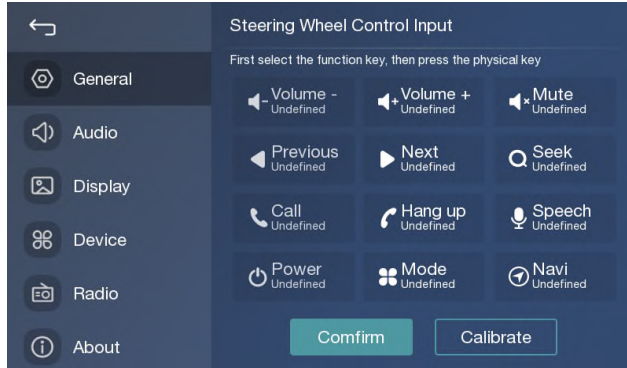 Steering Wheel Control Input
First select the function key, then press the physical key
General
Audio
Display
Device
Radio
About
Volume -
Undefined
Volume +
Undefined
Mute
Undefined
Previous
Undefined
Next
Undefined
Seek
Undefined
Call
Undefined
Hang up
Undefined
Speech
Undefined
Power
Undefined
Mode
Undefined
Navi
Undefined
Comfirm
Calibrate